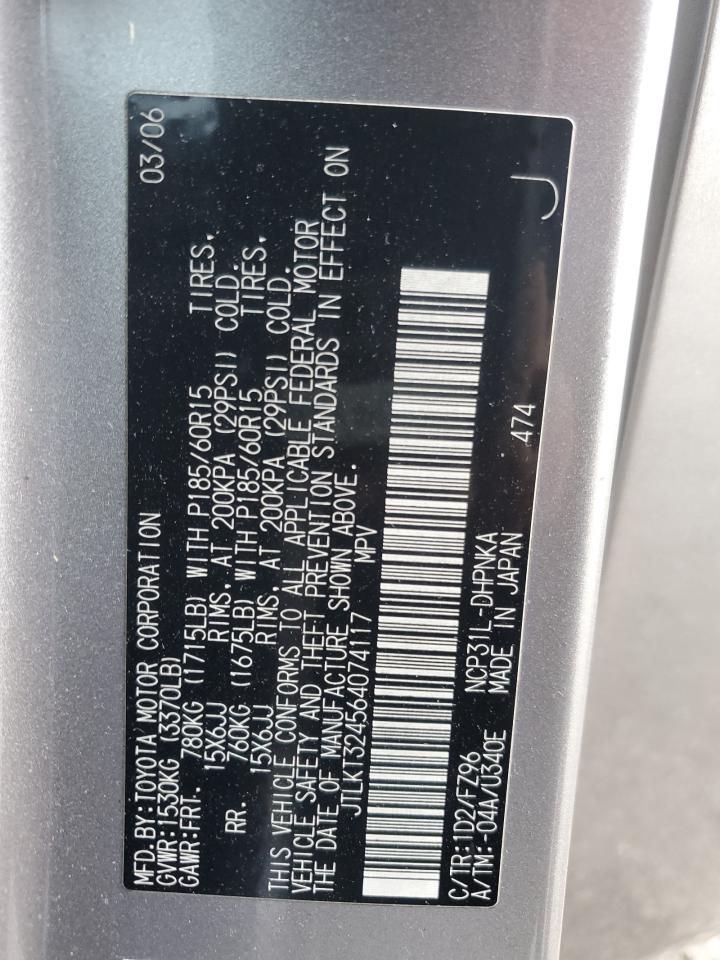 MFD.BY:TOYOTA MOTOR CORPORATION 03/06
GVWR:1530KG (3370LB)
GAWR:FRT. 780KG (1715LB) WITH P185/60R15 TIRES,
15X6JJ RIMS, AT 200KPA (29PSI) COLD.
RR. 760KG (1675LB) WITH P185/60R15 TIRES,
15X6JJ RIMS, AT 200KPA (29PSI) COLD.
THIS VEHICLE CONFORMS TO ALL APPLICABLE FEDERAL MOTOR
VEHICLE SAFETY AND THEFT PREVENTION STANDARDS IN EFFECT ON
THE DATE OF MANUFACTURE SHOWN ABOVE.
JTLKT324564074117 MPV
C/TR:1D2/FZ96 NCP31L-DHPNKA
A/TM:-04A/U340E MADE IN JAPAN 474
J